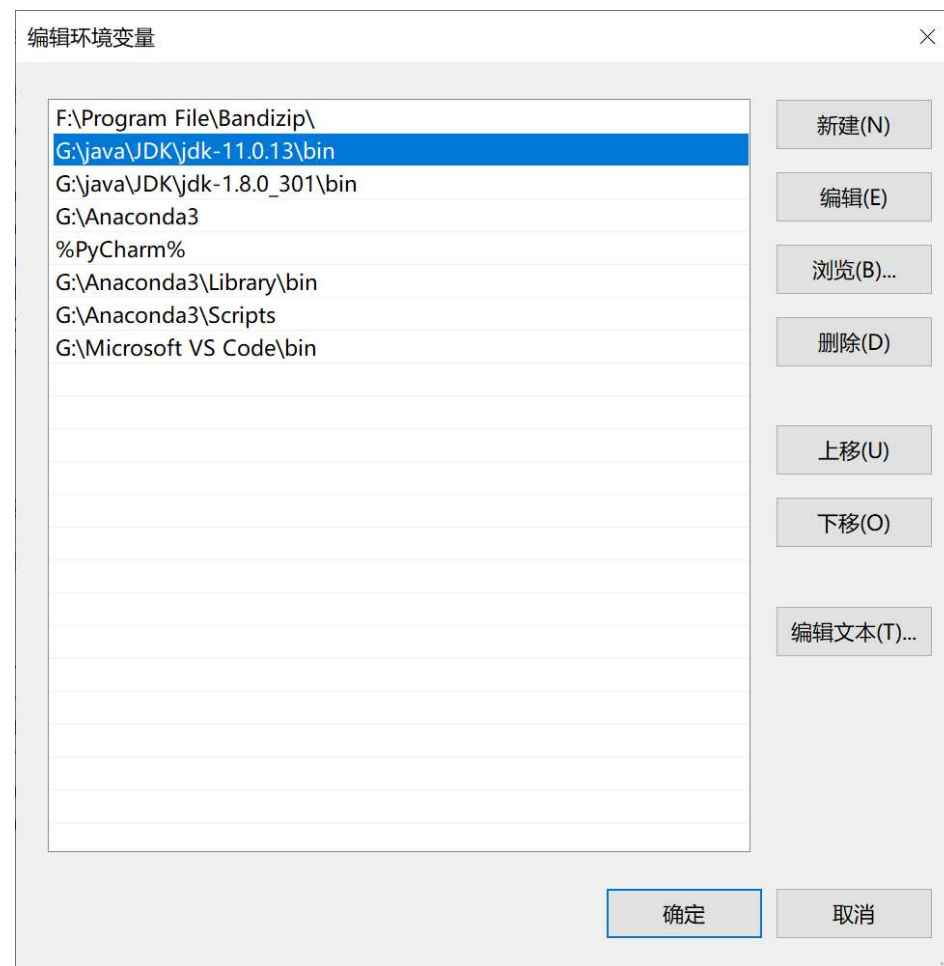 编辑环境变量
F:\Program File\Bandizip\
G:\java\JDK\jdk-11.0.13\bin
G:\java\JDK\jdk-1.8.0_301\bin
G:\Anaconda3
%PyCharm%
G:\Anaconda3\Library\bin
G:\Anaconda3\Scripts
G:\Microsoft VS Code\bin
新建(N)
编辑(E)
浏览(B)...
删除(D)
上移(U)
下移(O)
编辑文本(T)...
确定
取消